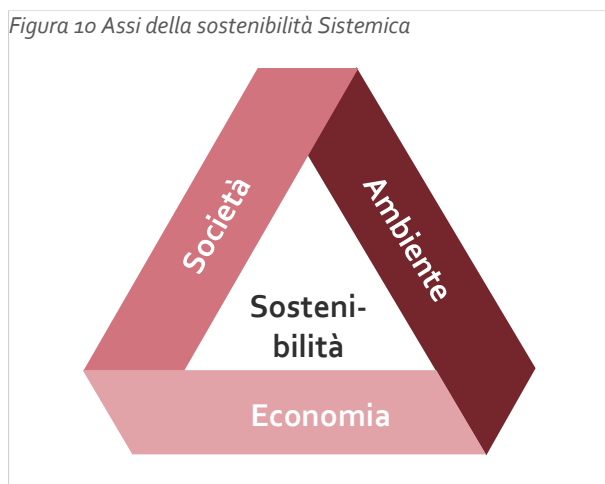 Figura 10 Assi della sostenibilità Sistemica
Società
Ambiente
Sosteni-
bilità
Economia